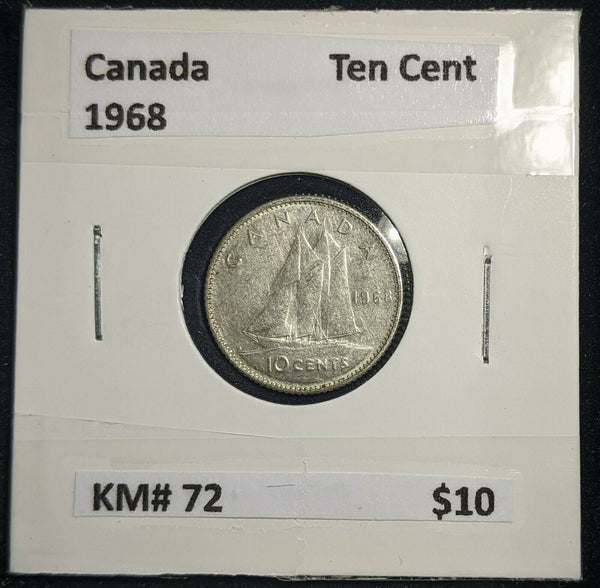 Canada Ten Cent
1968
CANADA
1968
10 CENTS
KM# 72 $10